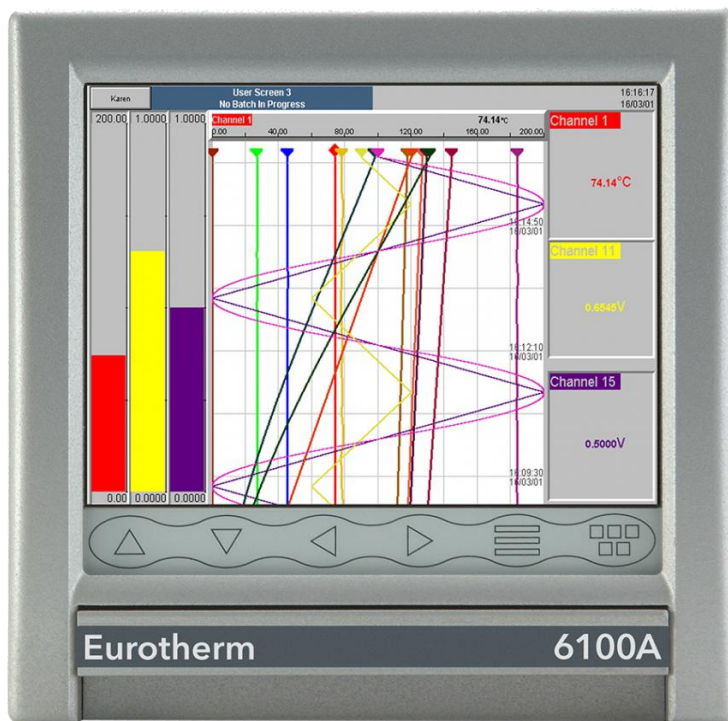 Karen
User Screen 3
No Batch In Progress
16:16:17
16/03/01
200.00
1.0000
1.0000
Channel 1
74.14°C
0.00
40.00
80.00
120.00
160.00
200.00
Channel 1
74.14°C
16:14:50
16/03/01
Channel 11
0.6545V
16:12:10
16/03/01
Channel 15
0.5000V
16:09:30
16/03/01
0.00
0.0000
0.0000
Eurotherm
6100A